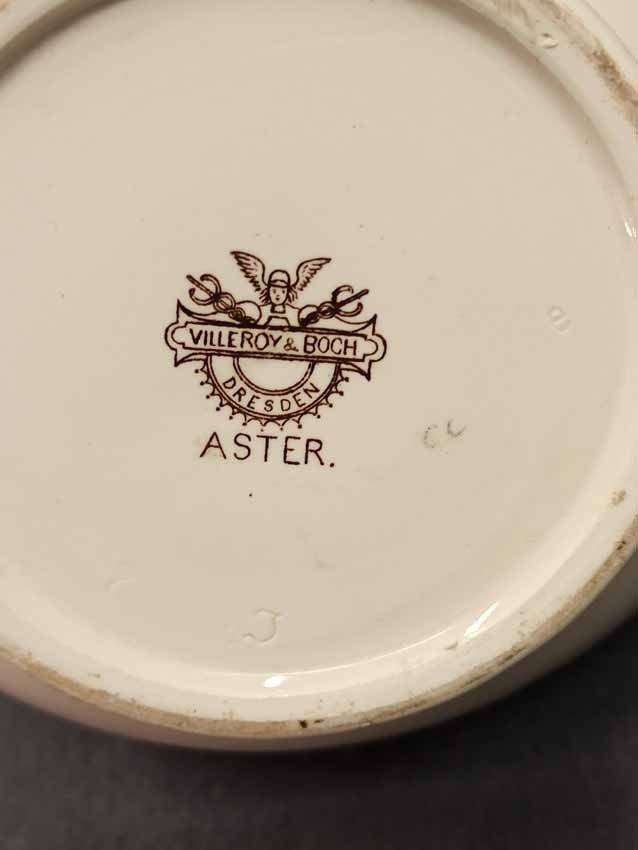 VILLEROY & BOCH
DRESDEN
ASTER.
J